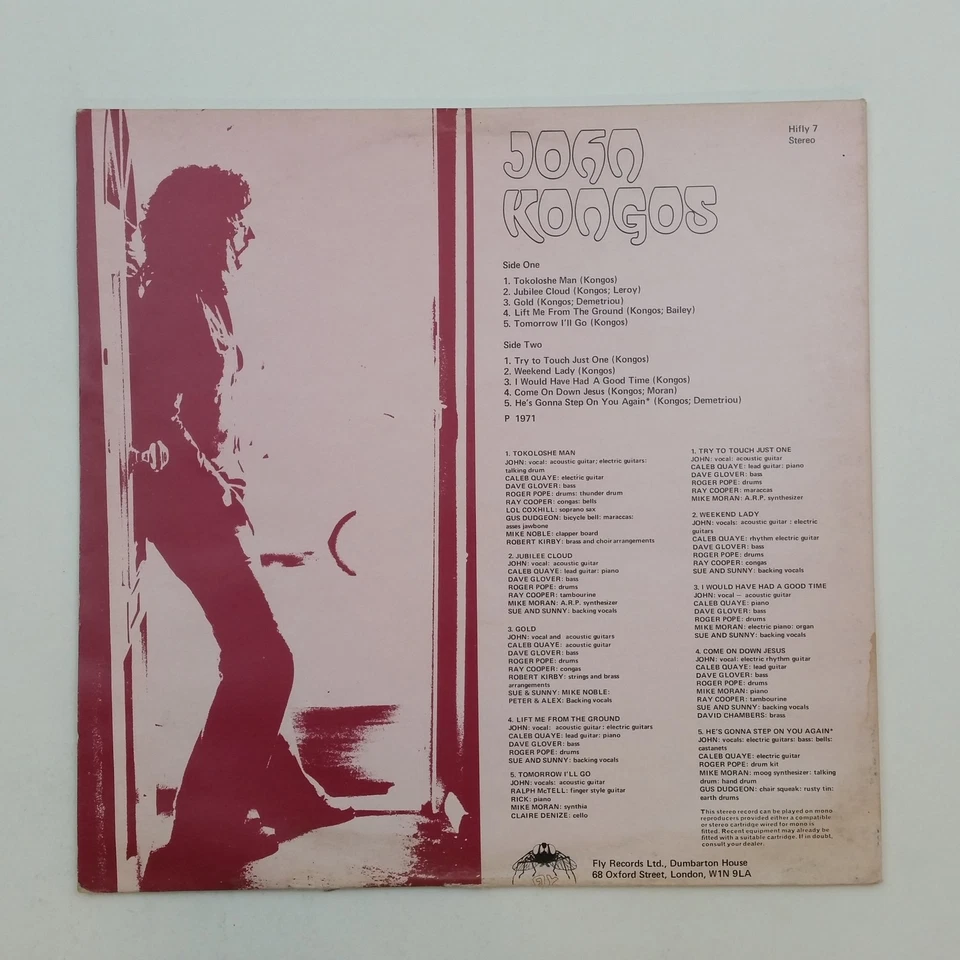 JOHN
KONGOS
Hifly 7
Stereo
Side One
1. Tokoloshe Man (Kongos)
2. Jubilee Cloud (Kongos; Leroy)
3. Gold (Kongos; Demetriou)
4. Lift Me From The Ground (Kongos; Bailey)
5. Tomorrow I'll Go (Kongos)
Side Two
1. Try to Touch Just One (Kongos)
2. Weekend Lady (Kongos)
3. I Would Have Had A Good Time (Kongos)
4. Come On Down Jesus (Kongos; Moran)
5. He's Gonna Step On You Again* (Kongos; Demetriou)
P 1971
1. TOKOLOSHE MAN
JOHN: vocal: acoustic guitar; electric guitars:
talking drum
CALEB QUAYE: electric guitar
DAVE GLOVER: bass
ROGER POPE: drums: thunder drum
RAY COOPER: congas: bells
LOL COXHILL: soprano sax
GUS DUDGEON: bicycle bell: maraccas:
asses jawbone
MIKE NOBLE: clapper board
ROBERT KIRBY: brass and choir arrangements
2. JUBILEE CLOUD
JOHN: vocal: acoustic guitar
CALEB QUAYE: lead guitar: piano
DAVE GLOVER: bass
ROGER POPE: drums
RAY COOPER: tambourine
MIKE MORAN: A.R.P. synthesizer
SUE AND SUNNY: backing vocals
3. GOLD
JOHN: vocal and acoustic guitars
CALEB QUAYE: acoustic guitar
DAVE GLOVER: bass
ROGER POPE: drums
RAY COOPER: congas
ROBERT KIRBY: strings and brass
arrangements
SUE & SUNNY: MIKE NOBLE:
PETER & ALEX: Backing vocals
4. LIFT ME FROM THE GROUND
JOHN: vocal: acoustic guitar : electric guitars
CALEB QUAYE: lead guitar: piano
DAVE GLOVER: bass
ROGER POPE: drums
SUE AND SUNNY: backing vocals
5. TOMORROW I'LL GO
JOHN: vocals: acoustic guitar
RALPH McTELL: finger style guitar
RICK: piano
MIKE MORAN: synthia
CLAIRE DENIZE: cello
1. TRY TO TOUCH JUST ONE
JOHN: vocal: acoustic guitar
CALEB QUAYE: lead guitar: piano
DAVE GLOVER: bass
ROGER POPE: drums
RAY COOPER: maraccas
MIKE MORAN: A.R.P. synthesizer
2. WEEKEND LADY
JOHN: vocals: acoustic guitar : electric
guitars
CALEB QUAYE: rhythm electric guitar
DAVE GLOVER: bass
ROGER POPE: drums
RAY COOPER: congas
SUE AND SUNNY: backing vocals
3. I WOULD HAVE HAD A GOOD TIME
JOHN: vocal – acoustic guitar
CALEB QUAYE: piano
DAVE GLOVER: bass
ROGER POPE: drums
MIKE MORAN: electric piano: organ
SUE AND SUNNY: backing vocals
4. COME ON DOWN JESUS
JOHN: vocal: electric rhythm guitar
CALEB QUAYE: lead guitar
DAVE GLOVER: bass
ROGER POPE: drums
MIKE MORAN: piano
RAY COOPER: tambourine
SUE AND SUNNY: backing vocals
DAVID CHAMBERS: brass
5. HE'S GONNA STEP ON YOU AGAIN*
JOHN: vocals: electric guitars: bass: bells:
castanets
CALEB QUAYE: electric guitar
ROGER POPE: drum kit
MIKE MORAN: moog synthesizer: talking
drum: hand drum
GUS DUDGEON: chair squeak: rusty tin:
earth drums
This stereo record can be played on mono
reproducers provided either a compatible
or stereo cartridge wired for mono is
fitted. Recent equipment may already be
fitted with a suitable cartridge. If in doubt,
consult your dealer.
Fly Records Ltd., Dumbarton House
68 Oxford Street, London, W1N 9LA